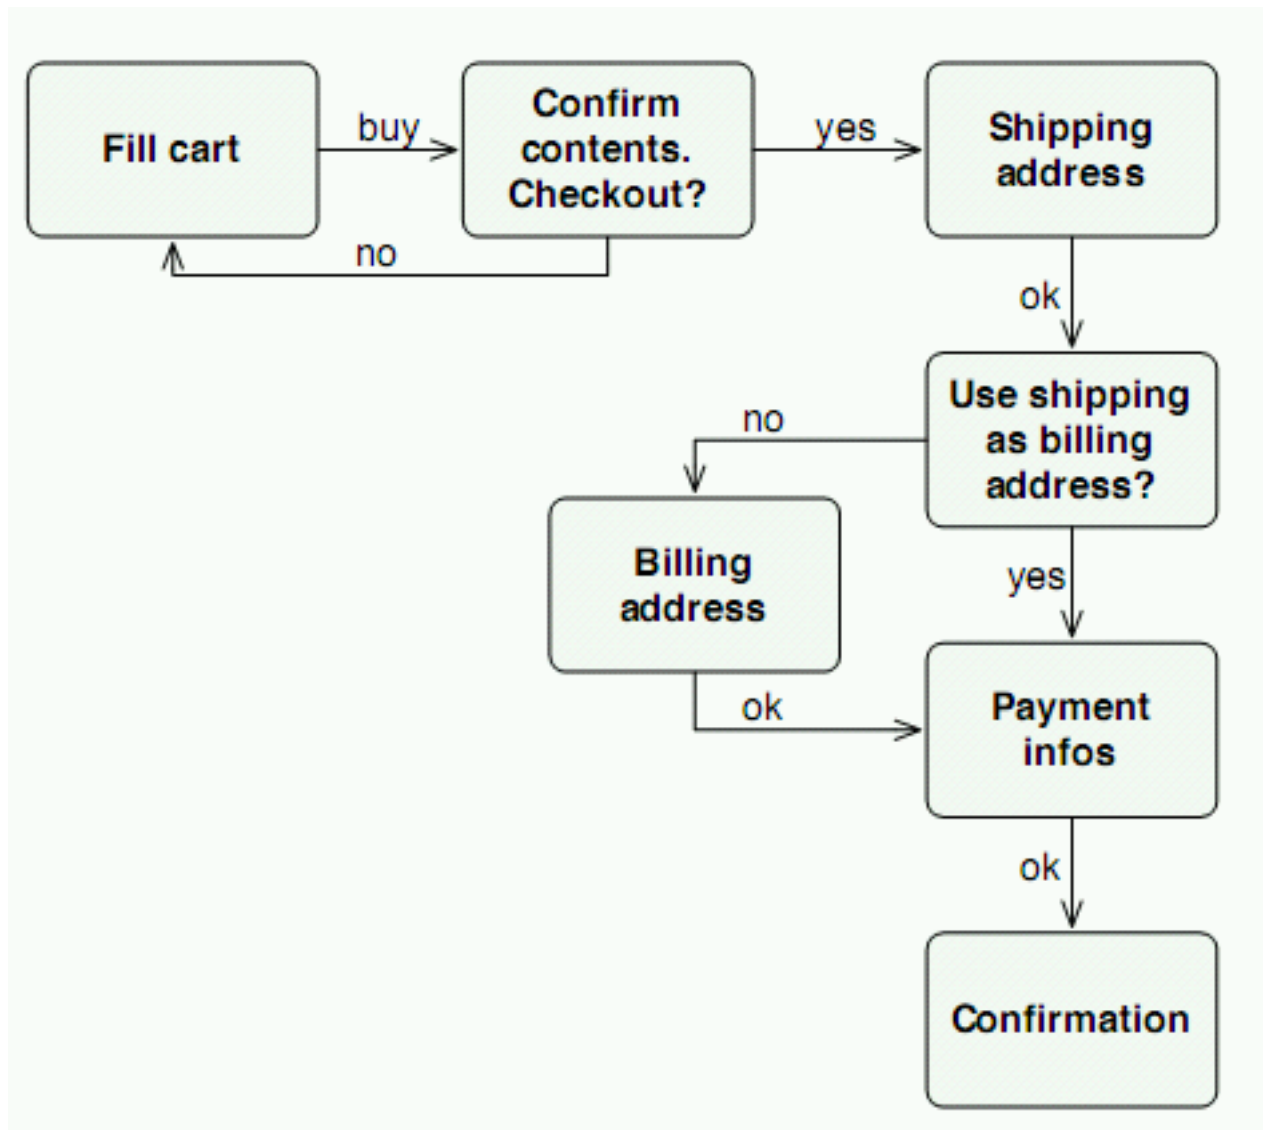 Fill cart
buy
Confirm
contents.
Checkout?
yes
Shipping
address
no
ok
Use shipping
as billing
address?
no
Billing
address
yes
ok
Payment
infos
ok
Confirmation